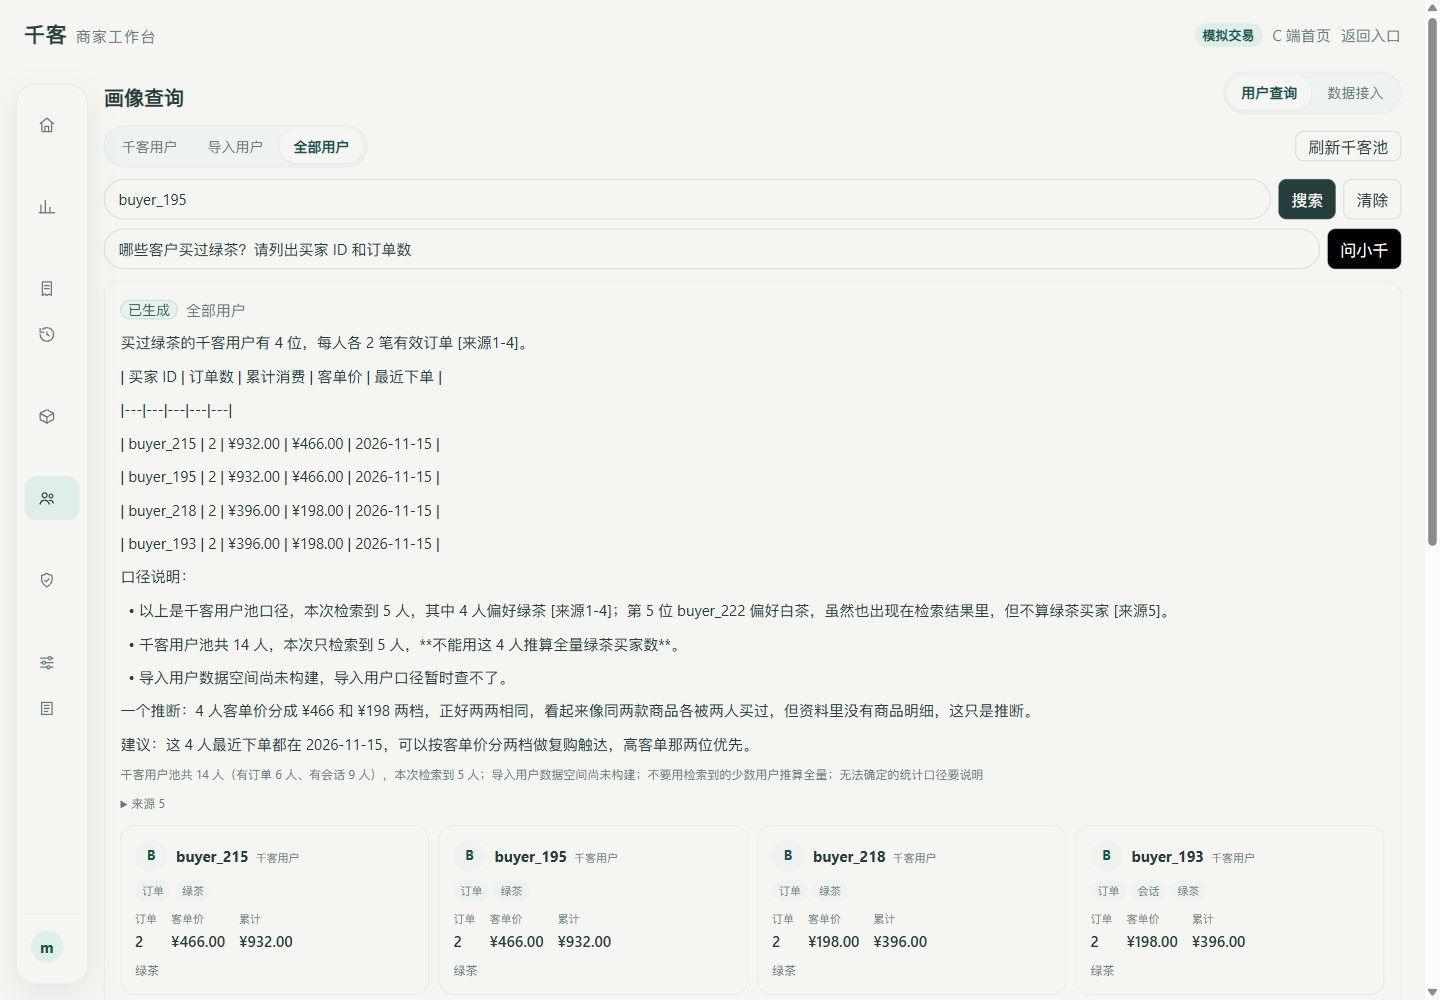 千客 商家工作台
模拟交易 C 端首页 返回入口
画像查询
用户查询 数据接入
千客用户 导入用户 全部用户
刷新千客池
buyer_195
搜索 清除
哪些客户买过绿茶？请列出买家 ID 和订单数
问小千
已生成 全部用户
买过绿茶的千客用户有 4 位，每人各 2 笔有效订单 [来源1-4]。
| 买家 ID | 订单数 | 累计消费 | 客单价 | 最近下单 |
|---|---|---|---|---|
| buyer_215 | 2 | ¥932.00 | ¥466.00 | 2026-11-15 |
| buyer_195 | 2 | ¥932.00 | ¥466.00 | 2026-11-15 |
| buyer_218 | 2 | ¥396.00 | ¥198.00 | 2026-11-15 |
| buyer_193 | 2 | ¥396.00 | ¥198.00 | 2026-11-15 |
口径说明：
• 以上是千客用户池口径，本次检索到 5 人，其中 4 人偏好绿茶 [来源1-4]；第 5 位 buyer_222 偏好白茶，虽然也出现在检索结果里，但不算绿茶买家 [来源5]。
• 千客用户池共 14 人，本次只检索到 5 人，**不能用这 4 人推算全量绿茶买家数**。
• 导入用户数据空间尚未构建，导入用户口径暂时查不了。
一个推断：4 人客单价分成 ¥466 和 ¥198 两档，正好两两相同，看起来像同两款商品各被两人买过，但资料里没有商品明细，这只是推断。
建议：这 4 人最近下单都在 2026-11-15，可以按客单价分两档做复购触达，高客单那两位优先。
千客用户池共 14 人（有订单 6 人、有会话 9 人），本次检索到 5 人；导入用户数据空间尚未构建；不要用检索到的少数用户推算全量；无法确定的统计口径要说明
▶ 来源 5
B buyer_215 千客用户
订单 绿茶
订单 客单价 累计
2 ¥466.00 ¥932.00
绿茶
B buyer_195 千客用户
订单 绿茶
订单 客单价 累计
2 ¥466.00 ¥932.00
绿茶
B buyer_218 千客用户
订单 绿茶
订单 客单价 累计
2 ¥198.00 ¥396.00
绿茶
B buyer_193 千客用户
订单 会话 绿茶
订单 客单价 累计
2 ¥198.00 ¥396.00
绿茶
m